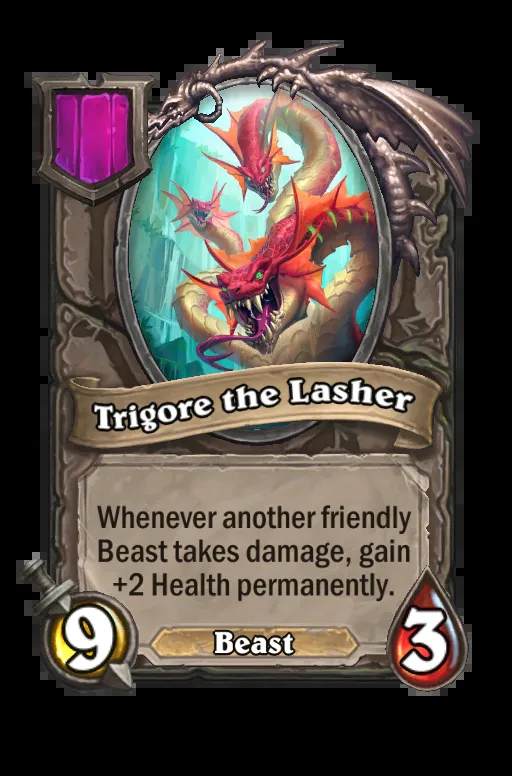 Trigore the Lasher
Whenever another friendly
Beast takes damage, gain
+2 Health permanently.
9
Beast
3